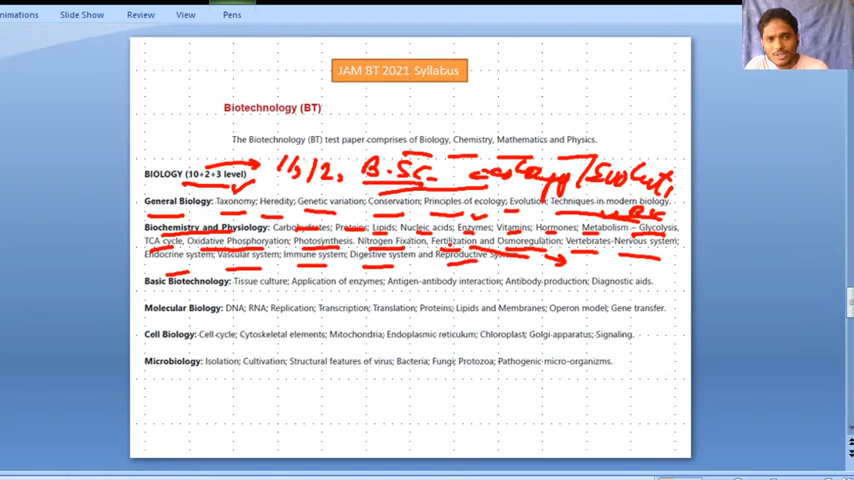 nimations Slide Show Review View Pens
JAM BT 2021 Syllabus
Biotechnology (BT)
The Biotechnology (BT) test paper comprises of Biology, Chemistry, Mathematics and Physics.
BIOLOGY (10+2+3 level) 11, 12, B.SC ecology / Evolution
General Biology: Taxonomy; Heredity; Genetic variation; Conservation; Principles of ecology; Evolution; Techniques in modern biology.
Biochemistry and Physiology: Carbohydrates; Proteins; Lipids; Nucleic acids; Enzymes; Vitamins; Hormones; Metabolism – Glycolysis,
TCA cycle, Oxidative Phosphoryation; Photosynthesis. Nitrogen Fixation, Fertilization and Osmoregulation; Vertebrates-Nervous system;
Endocrine system; Vascular system; Immune system; Digestive system and Reproductive System.
Basic Biotechnology: Tissue culture; Application of enzymes; Antigen-antibody interaction; Antibody-production; Diagnostic aids.
Molecular Biology: DNA; RNA; Replication; Transcription; Translation; Proteins; Lipids and Membranes; Operon model; Gene transfer.
Cell Biology: Cell cycle; Cytoskeletal elements; Mitochondria; Endoplasmic reticulum; Chloroplast; Golgi-apparatus; Signaling.
Microbiology: Isolation; Cultivation; Structural features of virus; Bacteria; Fungi; Protozoa; Pathogenic-micro-organisms.